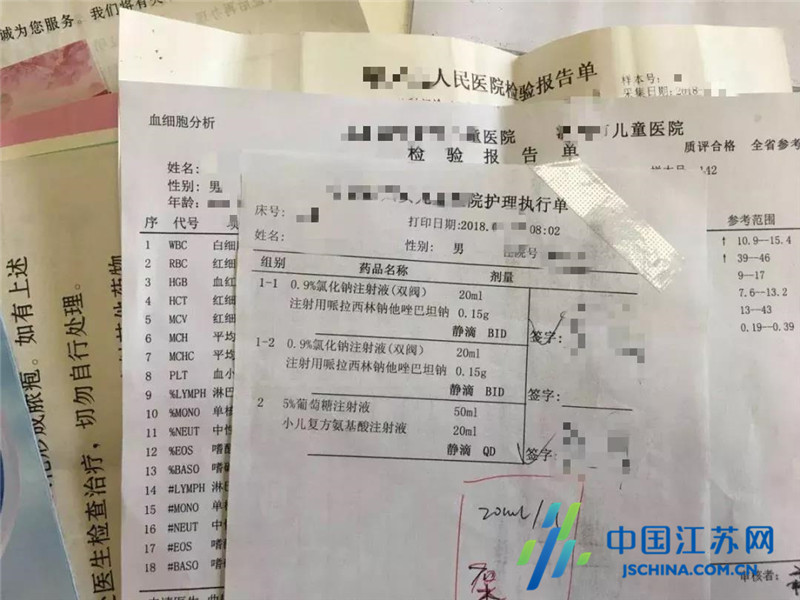 诚为您服务。我们将有
人民医院检验报告单
样本号:
采集日期:2018-
血细胞分析
童医院
市儿童医院
检验报告单
质评合格 全省参考
142
姓名:
性别: 男
年龄:
序 代号
1 WBC 白细
2 RBC 红细
3 HGB 血红
4 HCT 红细
5 MCV 红细
6 MCH 平均
7 MCHC 平均
8 PLT 血小
9 %LYMPH 淋巴
10 %MONO 单核
11 %NEUT 中性
12 %EOS 嗜酸
13 %BASO 嗜碱
14 #LYMPH 淋巴
15 #MONO 单核
16 #NEUT 中性
17 #EOS 嗜酸
18 #BASO 嗜碱
院护理执行单
床号:
打印日期:2018. 08:02
姓名:
性别: 男
住院号
组别 药品名称 剂量
1-1 0.9%氯化钠注射液(双阀) 20ml
注射用哌拉西林钠他唑巴坦钠 0.15g
静滴 BID 签字:
1-2 0.9%氯化钠注射液(双阀) 20ml
注射用哌拉西林钠他唑巴坦钠 0.15g
静滴 BID 签字:
2 5%葡萄糖注射液 50ml
小儿复方氨基酸注射液 20ml
静滴 QD 签字:
20ml/
参考范围
↑ 10.9--15.4
↑ 39--46
9--17
7.6--13.2
13--43
0.19--0.39
如有上述
切勿自行处理。
医生检查治疗,
审核者:
中国江苏网
JSCHINA.COM.CN